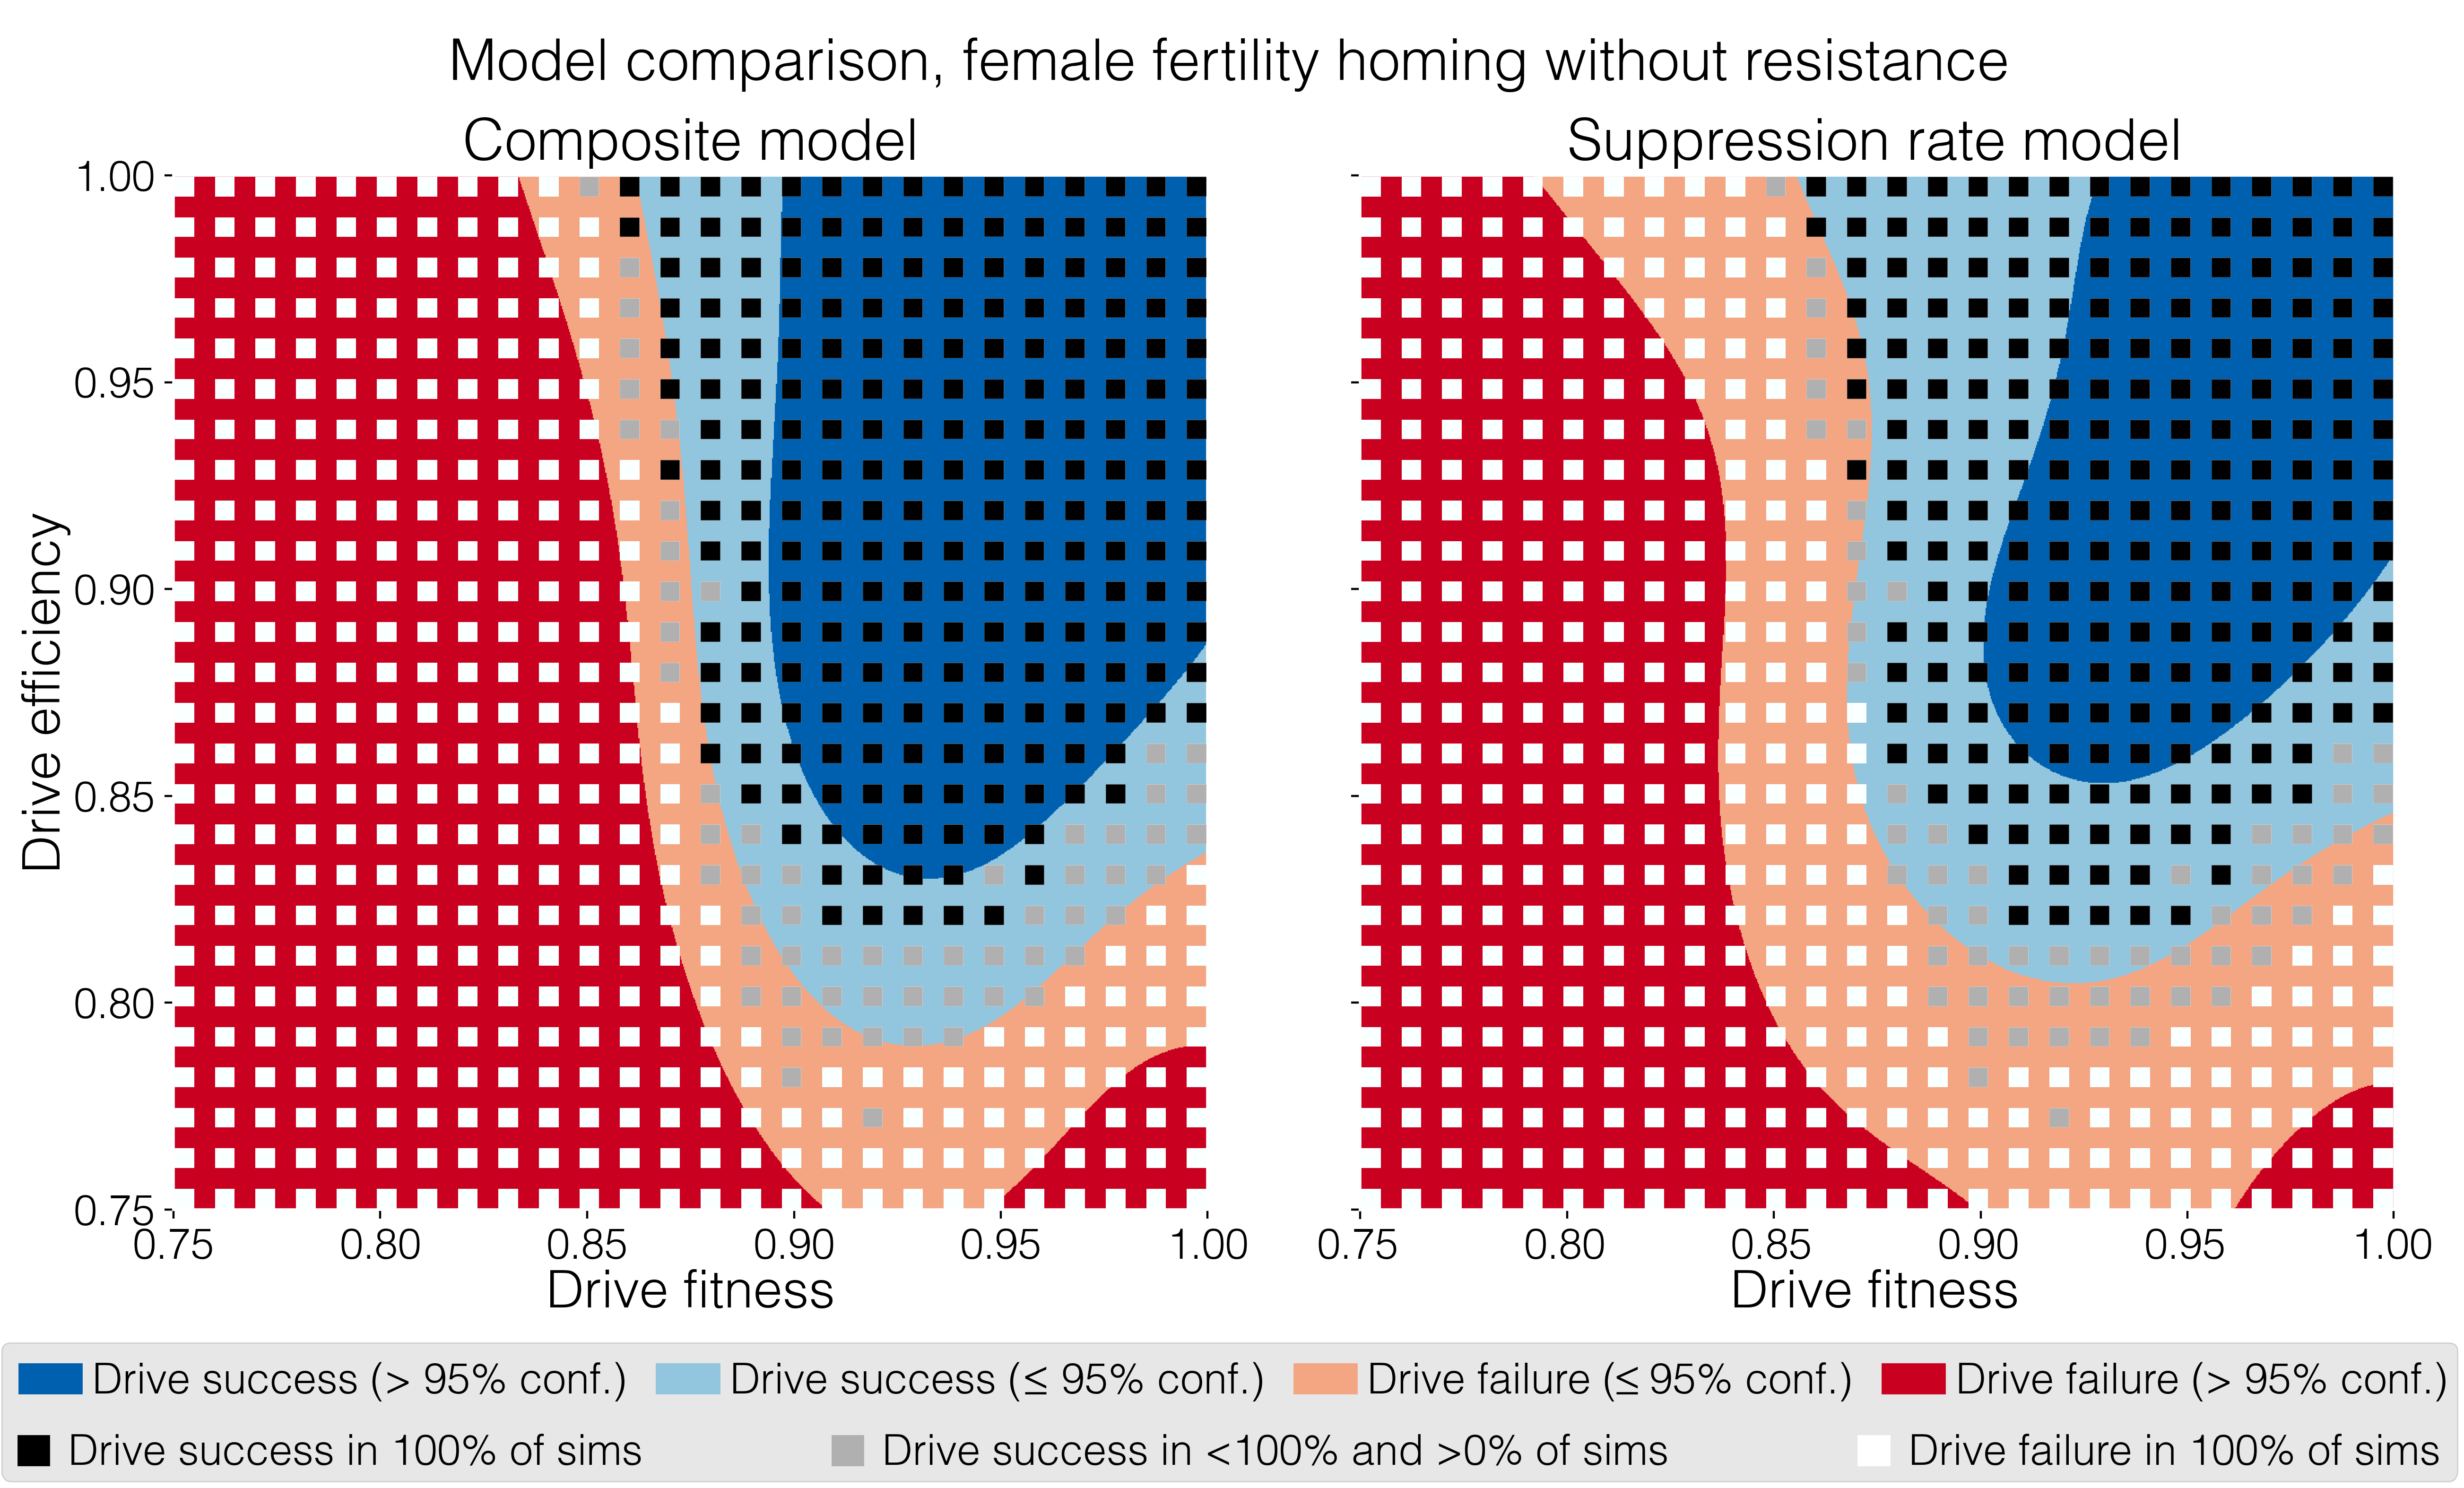 Model comparison, female fertility homing without resistance
Composite model
Suppression rate model
Drive efficiency
1.00
0.95
0.90
0.85
0.80
0.75
0.75 0.80 0.85 0.90 0.95 1.00
0.75 0.80 0.85 0.90 0.95 1.00
Drive fitness
Drive fitness
Drive success (> 95% conf.) Drive success (≤ 95% conf.) Drive failure (≤ 95% conf.) Drive failure (> 95% conf.)
Drive success in 100% of sims Drive success in <100% and >0% of sims Drive failure in 100% of sims